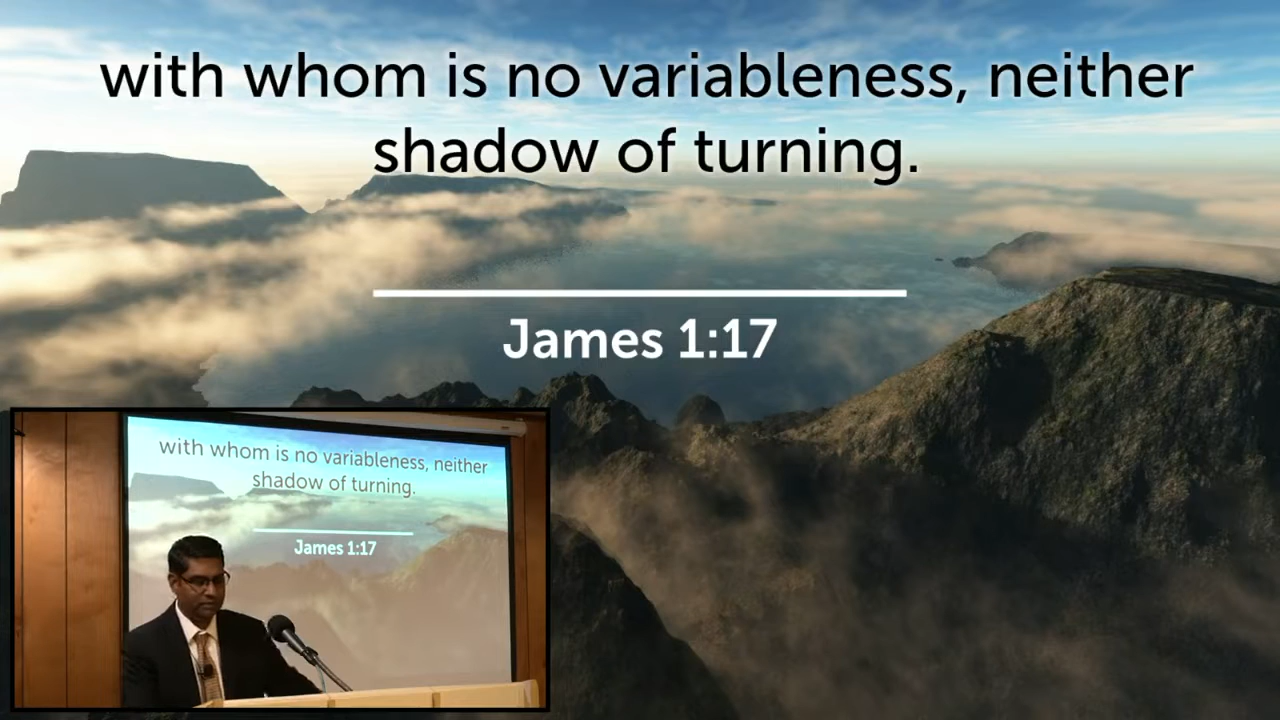 with whom is no variableness, neither
shadow of turning.
James 1:17
with whom is no variableness, neither
shadow of turning.
James 1:17